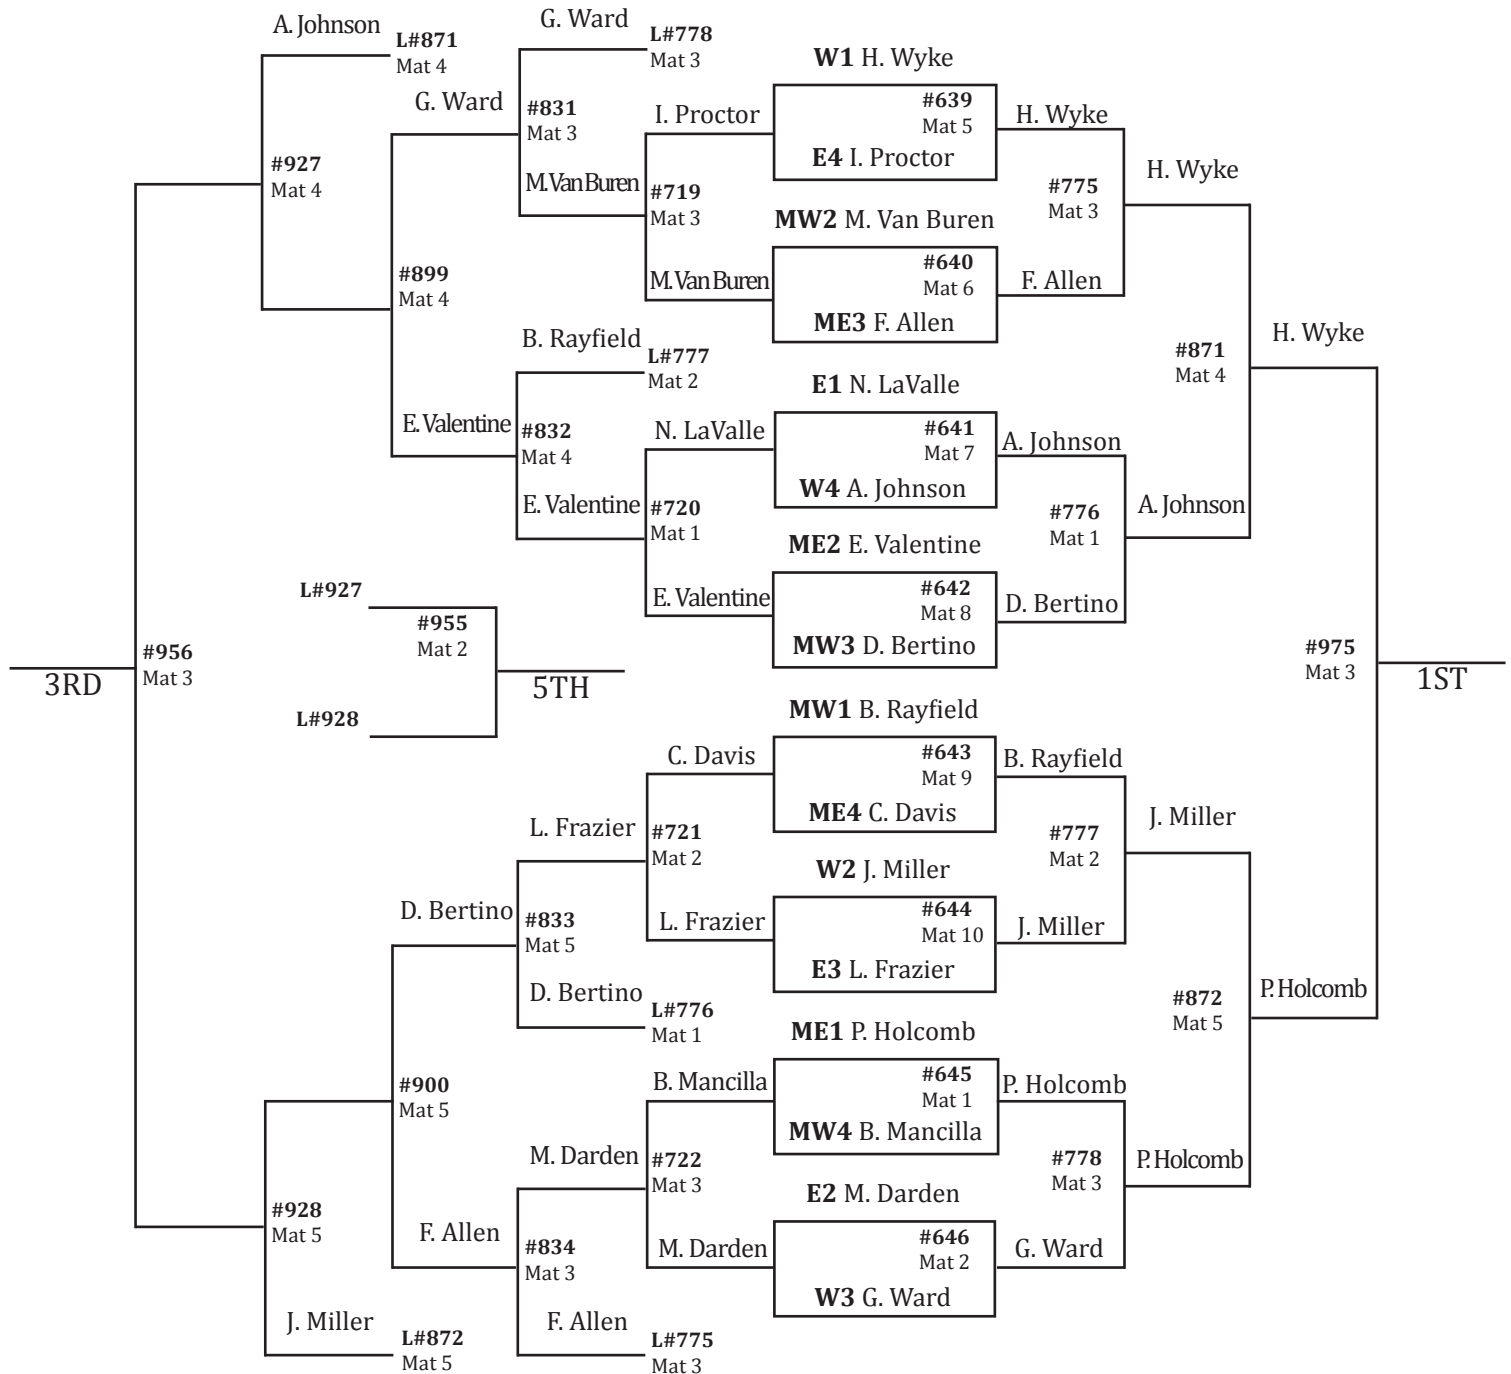 A. Johnson
L#871
Mat 4
G. Ward
L#778
Mat 3
W1 H. Wyke
G. Ward
#831
Mat 3
I. Proctor
#639
Mat 5
H. Wyke
E4 I. Proctor
#927
Mat 4
M. Van Buren
#719
Mat 3
#775
Mat 3
H. Wyke
MW2 M. Van Buren
#899
Mat 4
M. Van Buren
#640
Mat 6
F. Allen
ME3 F. Allen
B. Rayfield
L#777
Mat 2
H. Wyke
#871
Mat 4
E1 N. LaValle
E. Valentine
#832
Mat 4
N. LaValle
#641
Mat 7
A. Johnson
W4 A. Johnson
E. Valentine
#720
Mat 1
#776
Mat 1
A. Johnson
ME2 E. Valentine
L#927
#955
Mat 2
E. Valentine
#642
Mat 8
D. Bertino
MW3 D. Bertino
#956
Mat 3
3RD
5TH
#975
Mat 3
1ST
L#928
MW1 B. Rayfield
C. Davis
#643
Mat 9
B. Rayfield
ME4 C. Davis
L. Frazier
#721
Mat 2
#777
Mat 2
J. Miller
W2 J. Miller
D. Bertino
#833
Mat 5
L. Frazier
#644
Mat 10
J. Miller
E3 L. Frazier
D. Bertino
L#776
Mat 1
#872
Mat 5
P. Holcomb
ME1 P. Holcomb
#900
Mat 5
B. Mancilla
#645
Mat 1
P. Holcomb
MW4 B. Mancilla
M. Darden
#722
Mat 3
#778
Mat 3
P. Holcomb
E2 M. Darden
#928
Mat 5
F. Allen
#834
Mat 3
M. Darden
#646
Mat 2
G. Ward
W3 G. Ward
J. Miller
L#872
Mat 5
F. Allen
L#775
Mat 3